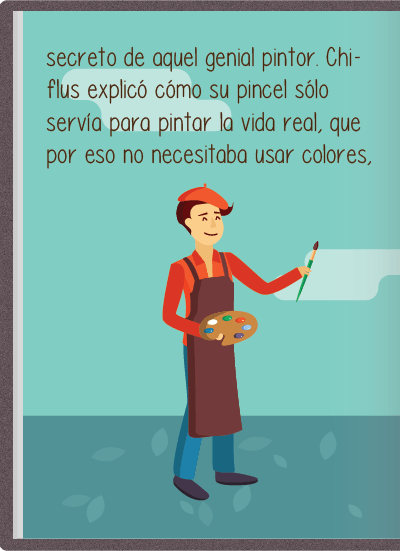 secreto de aquel genial pintor. Chi-
flus explicó cómo su pincel sólo
servía para pintar la vida real, que
por eso no necesitaba usar colores,